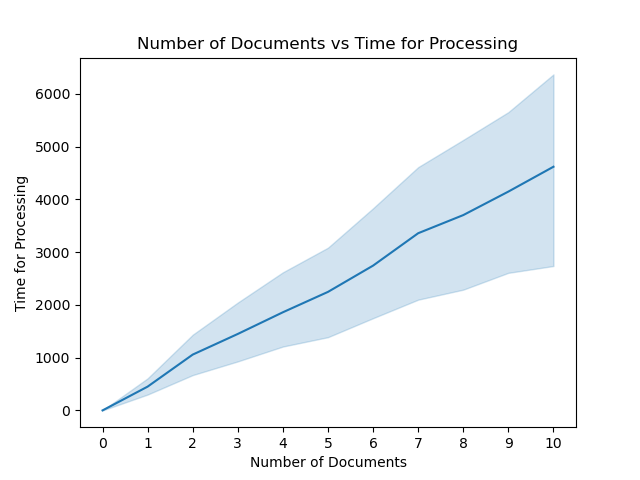 Number of Documents vs Time for Processing
Time for Processing
6000
5000
4000
3000
2000
1000
0
0 1 2 3 4 5 6 7 8 9 10
Number of Documents